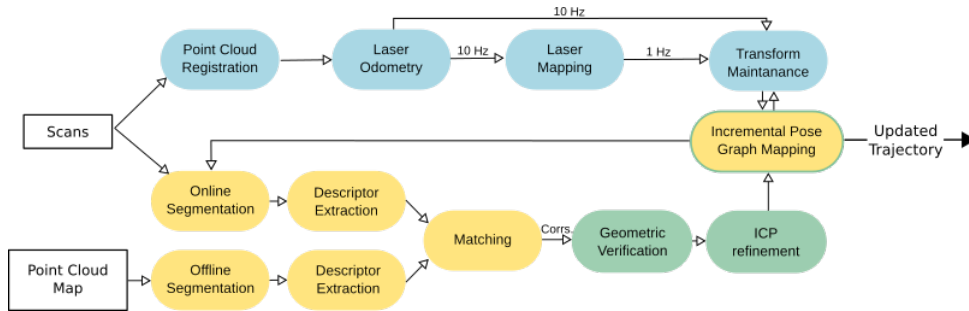 10 Hz
Point Cloud
Registration
Laser
Odometry
10 Hz
Laser
Mapping
1 Hz
Transform
Maintanance
Scans
Incremental Pose
Graph Mapping
Updated
Trajectory
Online
Segmentation
Descriptor
Extraction
Matching
Corrs.
Geometric
Verification
ICP
refinement
Point Cloud
Map
Offline
Segmentation
Descriptor
Extraction